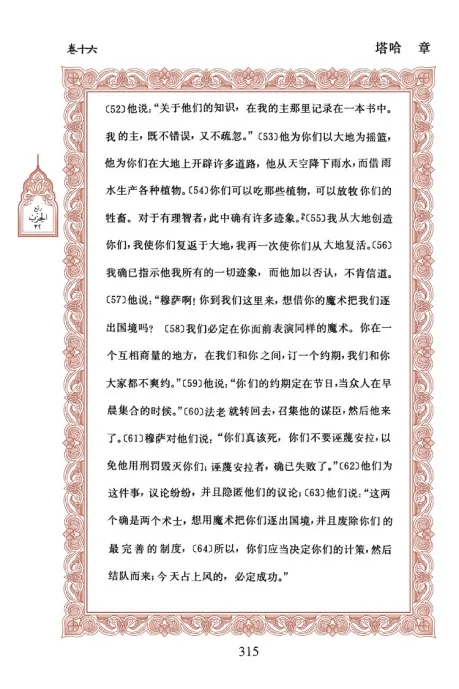 卷十六
塔哈　章
(52)他说：“关于他们的知识，在我的主那里记录在一本书中。
我的主，既不错误，又不疏忽。”(53)他为你们以大地为摇篮，
他为你们在大地上开辟许多道路，他从天空降下雨水，而借雨
水生产各种植物。(54)你们可以吃那些植物，可以放牧你们的
牲畜。对于有理智者，此中确有许多迹象。(55)我从大地创造
你们，我使你们复返于大地，我再一次使你们从大地复活。(56)
我确已指示他我所有的一切迹象，而他加以否认，不肯信道。
(57)他说：“穆萨啊！你到我们这里来，想借你的魔术把我们逐
出国境吗？(58)我们必定在你面前表演同样的魔术。你在一
个互相商量的地方，在我们和你之间，订一个约期，我们和你
大家都不爽约。”(59)他说：“你们的约期定在节日，当众人在早
晨集合的时候。”(60)法老就转回去，召集他的谋臣，然后他来
了。(61)穆萨对他们说：“你们真该死，你们不要诬蔑安拉，以
免他用刑罚毁灭你们；诬蔑安拉者，确已失败了。”(62)他们为
这件事，议论纷纷，并且隐匿他们的议论；(63)他们说：“这两
个确是两个术士，想用魔术把你们逐出国境，并且废除你们的
最完善的制度，(64)所以，你们应当决定你们的计策，然后
结队而来；今天占上风的，必定成功。”
ربع
الحزب
٣٢
315